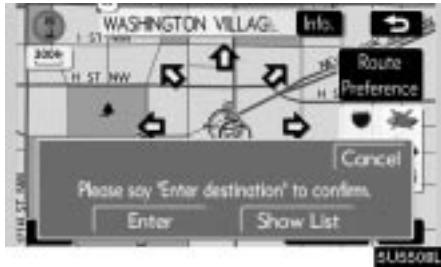 WASHINGTON VILLAG
Info.
I ST
300ft
H ST NW
Route
Preference
H S
Cancel
Please say "Enter destination" to confirm.
Enter
Show List
5U5508L